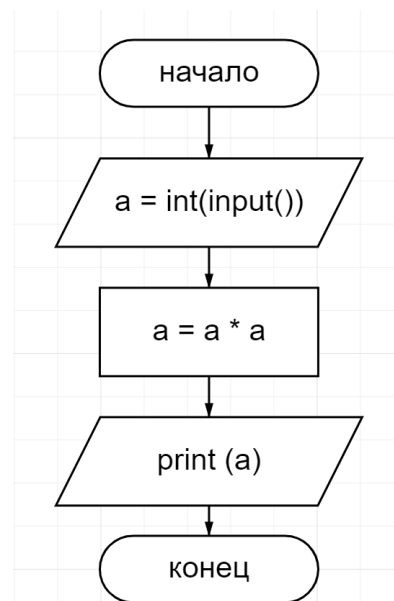 начало
a = int(input())
a = a * a
print (a)
конец